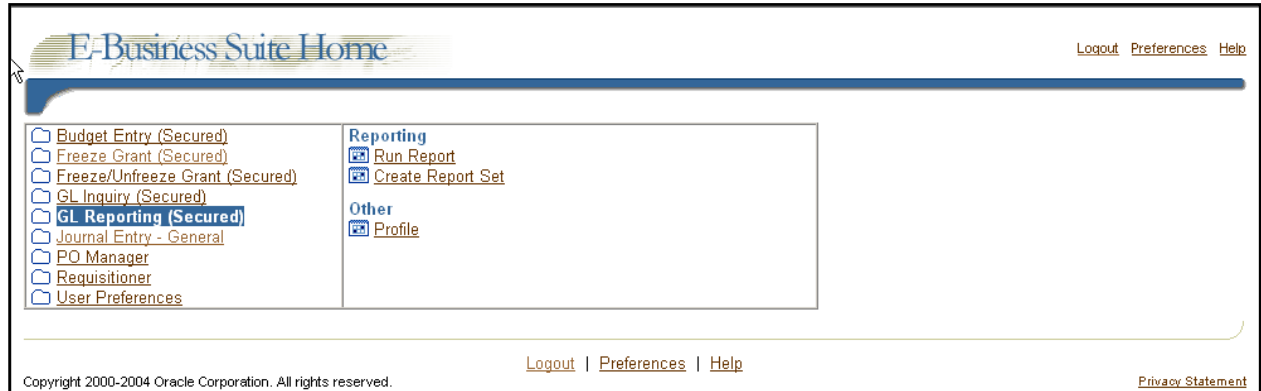 E-Business Suite Home
Logout Preferences Help
Budget Entry (Secured)
Freeze Grant (Secured)
Freeze/Unfreeze Grant (Secured)
GL Inquiry (Secured)
GL Reporting (Secured)
Journal Entry - General
PO Manager
Requisitioner
User Preferences
Reporting
Run Report
Create Report Set
Other
Profile
Logout | Preferences | Help
Copyright 2000-2004 Oracle Corporation. All rights reserved.
Privacy Statement